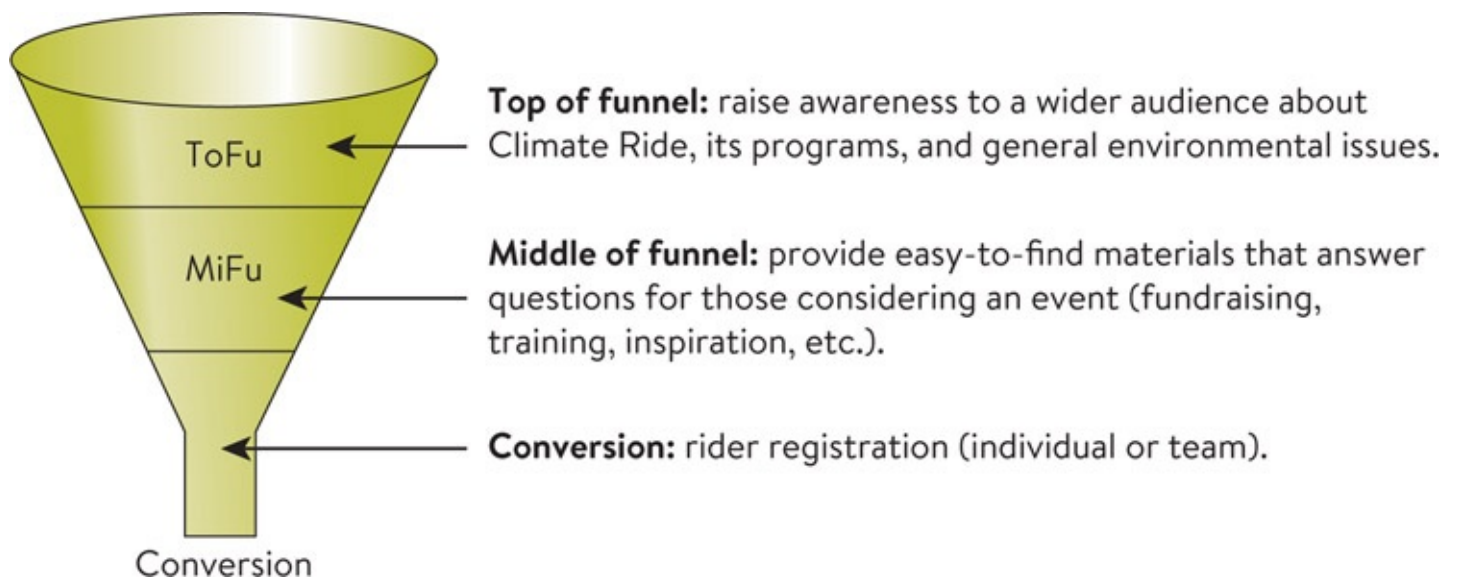 ToFu
Top of funnel: raise awareness to a wider audience about
Climate Ride, its programs, and general environmental issues.
MiFu
Middle of funnel: provide easy-to-find materials that answer
questions for those considering an event (fundraising,
training, inspiration, etc.).
Conversion: rider registration (individual or team).
Conversion